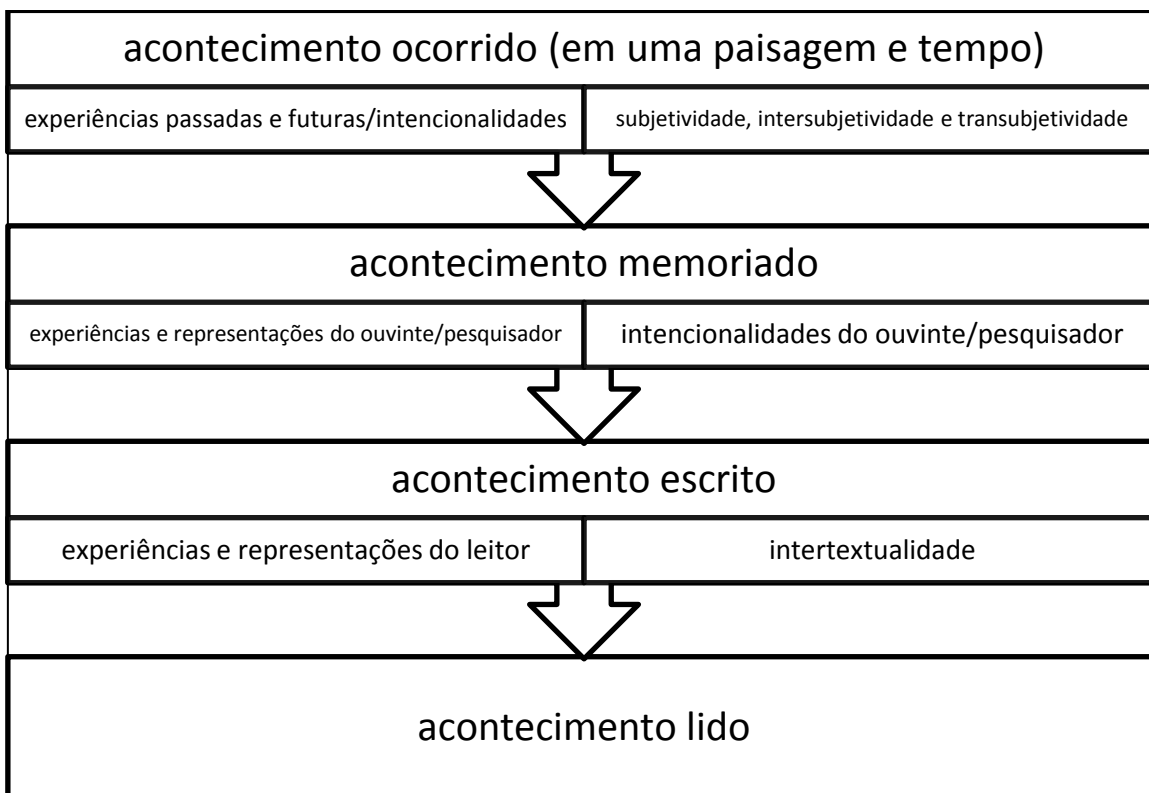 acontecimento ocorrido (em uma paisagem e tempo)
experiências passadas e futuras/intencionalidades
subjetividade, intersubjetividade e transubjetividade
acontecimento memoriado
experiências e representações do ouvinte/pesquisador
intencionalidades do ouvinte/pesquisador
acontecimento escrito
experiências e representações do leitor
intertextualidade
acontecimento lido